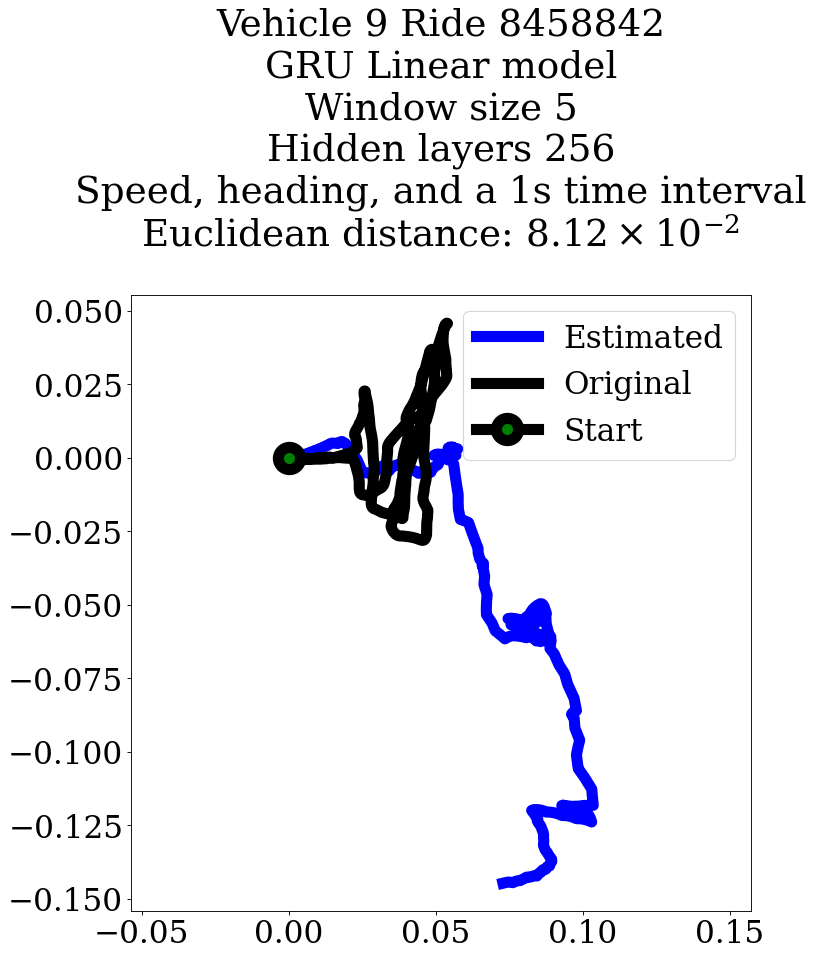 Vehicle 9 Ride 8458842
GRU Linear model
Window size 5
Hidden layers 256
Speed, heading, and a 1s time interval
Euclidean distance: 8.12 × 10⁻²
Estimated
Original
Start
0.050
0.025
0.000
−0.025
−0.050
−0.075
−0.100
−0.125
−0.150
−0.05 0.00 0.05 0.10 0.15